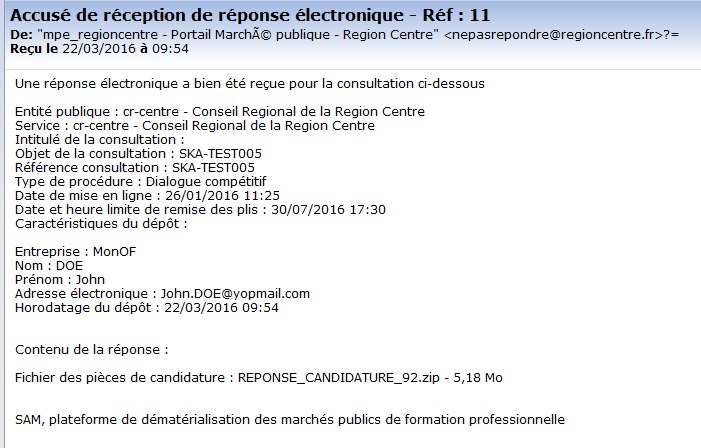 Accusé de réception de réponse électronique - Réf : 11
De: "mpe_regioncentre - Portail MarchÃ© publique - Region Centre" <nepasrepondre@regioncentre.fr>?=
Reçu le 22/03/2016 à 09:54
Une réponse électronique a bien été reçue pour la consultation ci-dessous
Entité publique : cr-centre - Conseil Regional de la Region Centre
Service : cr-centre - Conseil Regional de la Region Centre
Intitulé de la consultation :
Objet de la consultation : SKA-TEST005
Référence consultation : SKA-TEST005
Type de procédure : Dialogue compétitif
Date de mise en ligne : 26/01/2016 11:25
Date et heure limite de remise des plis : 30/07/2016 17:30
Caractéristiques du dépôt :
Entreprise : MonOF
Nom : DOE
Prénom : John
Adresse électronique : John.DOE@yopmail.com
Horodatage du dépôt : 22/03/2016 09:54
Contenu de la réponse :
Fichier des pièces de candidature : REPONSE_CANDIDATURE_92.zip - 5,18 Mo
SAM, plateforme de dématérialisation des marchés publics de formation professionnelle